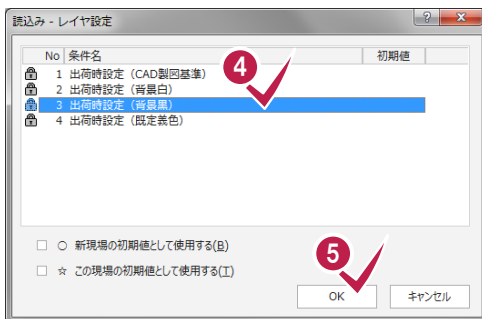 読込み - レイヤ設定
No 条件名 初期値
1 出荷時設定（CAD製図基準）
2 出荷時設定（背景白）
3 出荷時設定（背景黒）
4 出荷時設定（既定義色）
4
○ 新現場の初期値として使用する(B)
☆ この現場の初期値として使用する(T)
5
OK キャンセル